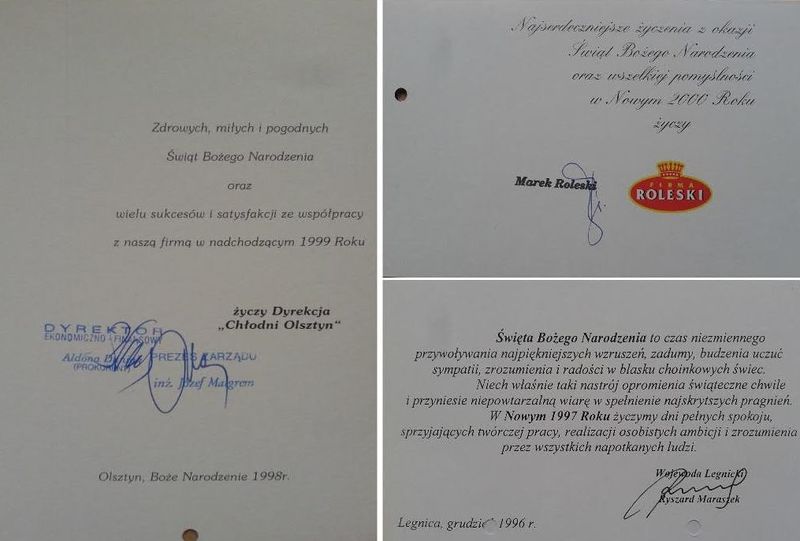 Zdrowych, miłych i pogodnych
Świąt Bożego Narodzenia
oraz
wielu sukcesów i satysfakcji ze współpracy
z naszą firmą w nadchodzącym 1999 Roku
życzy Dyrekcja
„Chłodni Olsztyn"
DYREKTOR
EKONOMICZNO - FINANSOWY
Aldona
(PROKURENT)
PREZES ZARZĄDU
inż. Józef Malgrem
Olsztyn, Boże Narodzenie 1998r.
Najserdeczniejsze życzenia z okazji
Świąt Bożego Narodzenia
oraz wszelkiej pomyślności
w Nowym 2000 Roku
życzy
Marek Roleski
FIRMA
ROLESKI
Święta Bożego Narodzenia to czas niezmiennego
przywoływania najpiękniejszych wzruszeń, zadumy, budzenia uczuć
sympatii, zrozumienia i radości w blasku choinkowych świec.
Niech właśnie taki nastrój opromienia świąteczne chwile
i przyniesie niepowtarzalną wiarę w spełnienie najskrytszych pragnień.
W Nowym 1997 Roku życzymy dni pełnych spokoju,
sprzyjających twórczej pracy, realizacji osobistych ambicji i zrozumienia
przez wszystkich napotkanych ludzi.
Wojewoda Legnicki
Ryszard Maraszek
Legnica, grudzień 1996 r.